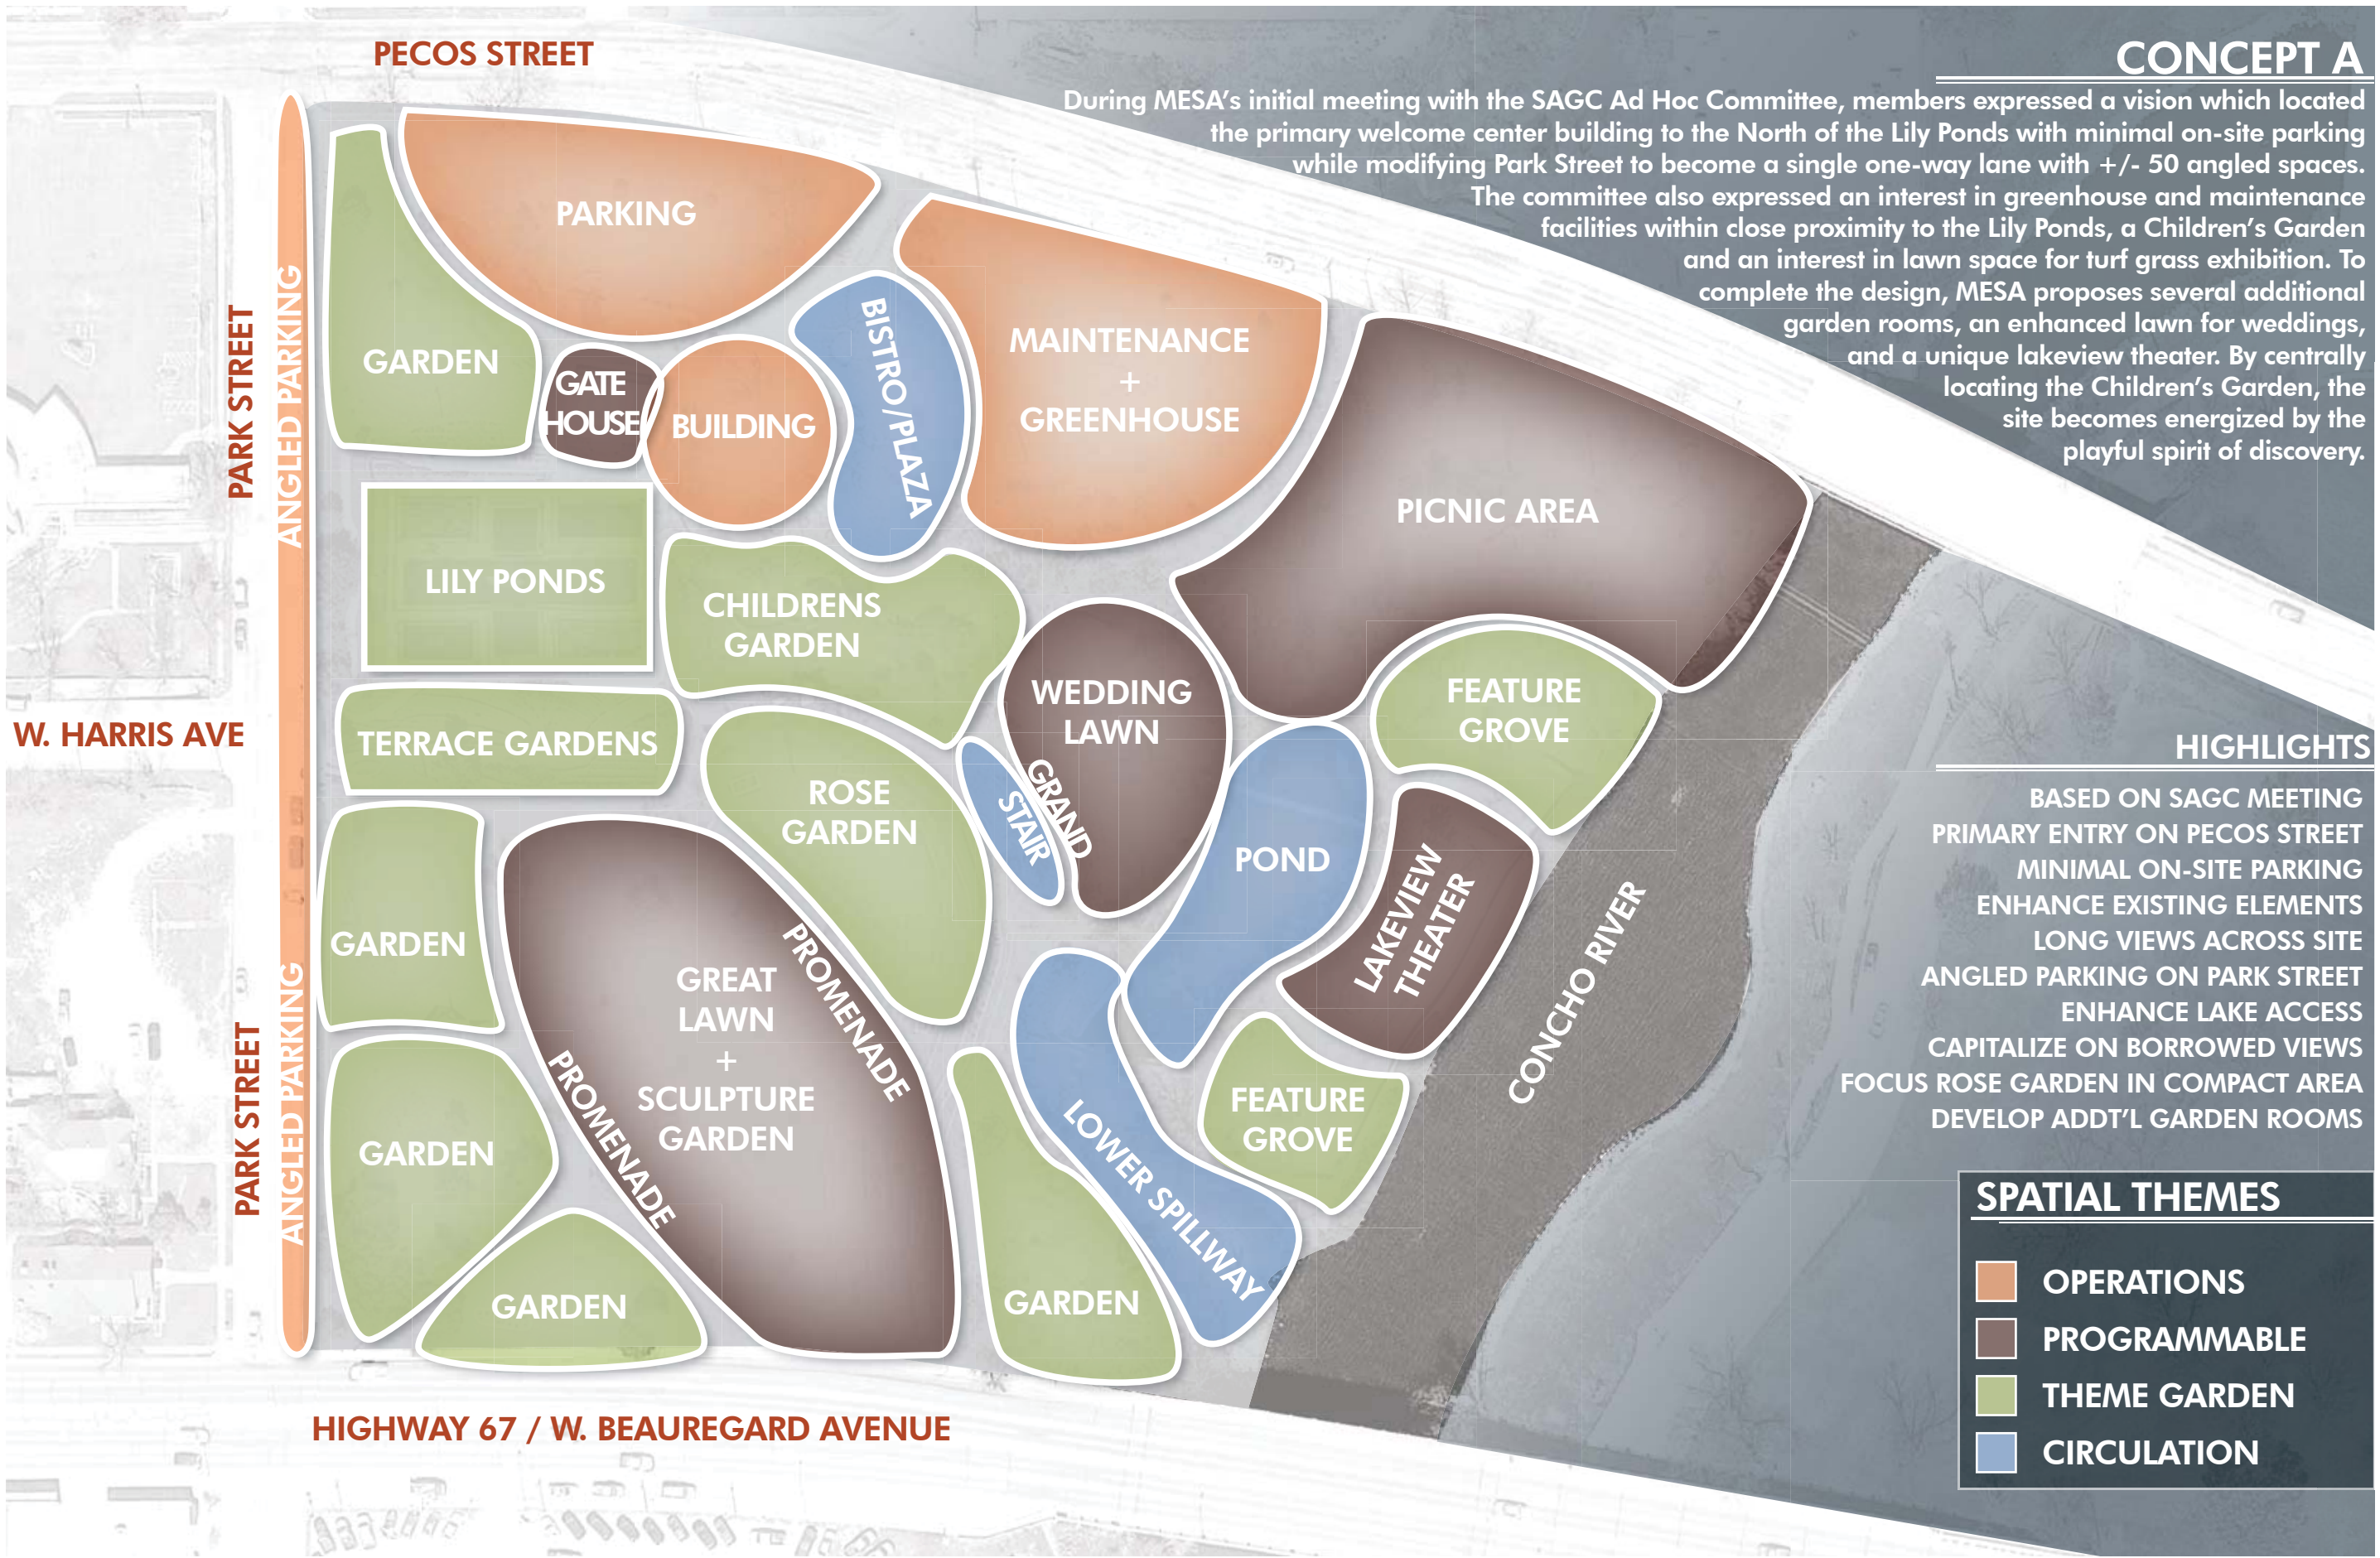 PECOS STREET
CONCEPT A
During MESA’s initial meeting with the SAGC Ad Hoc Committee, members expressed a vision which located
the primary welcome center building to the North of the Lily Ponds with minimal on-site parking
while modifying Park Street to become a single one-way lane with +/- 50 angled spaces.
The committee also expressed an interest in greenhouse and maintenance
facilities within close proximity to the Lily Ponds, a Children’s Garden
and an interest in lawn space for turf grass exhibition. To
complete the design, MESA proposes several additional
garden rooms, an enhanced lawn for weddings,
and a unique lakeview theater. By centrally
locating the Children’s Garden, the
site becomes energized by the
playful spirit of discovery.
PARKING
GARDEN
PARK STREET
ANGLED PARKING
GATE
HOUSE
BUILDING
BISTRO/PLAZA
MAINTENANCE
+
GREENHOUSE
PICNIC AREA
LILY PONDS
CHILDRENS
GARDEN
WEDDING
LAWN
FEATURE
GROVE
W. HARRIS AVE
TERRACE GARDENS
ROSE
GARDEN
GRAND
STAIR
POND
LAKEVIEW
THEATER
CONCHO RIVER
GARDEN
GREAT
LAWN
+
SCULPTURE
GARDEN
PROMENADE
PROMENADE
PARK STREET
ANGLED PARKING
GARDEN
GARDEN
GARDEN
LOWER SPILLWAY
FEATURE
GROVE
HIGHWAY 67 / W. BEAUREGARD AVENUE
HIGHLIGHTS
BASED ON SAGC MEETING
PRIMARY ENTRY ON PECOS STREET
MINIMAL ON-SITE PARKING
ENHANCE EXISTING ELEMENTS
LONG VIEWS ACROSS SITE
ANGLED PARKING ON PARK STREET
ENHANCE LAKE ACCESS
CAPITALIZE ON BORROWED VIEWS
FOCUS ROSE GARDEN IN COMPACT AREA
DEVELOP ADDT’L GARDEN ROOMS
SPATIAL THEMES
OPERATIONS
PROGRAMMABLE
THEME GARDEN
CIRCULATION